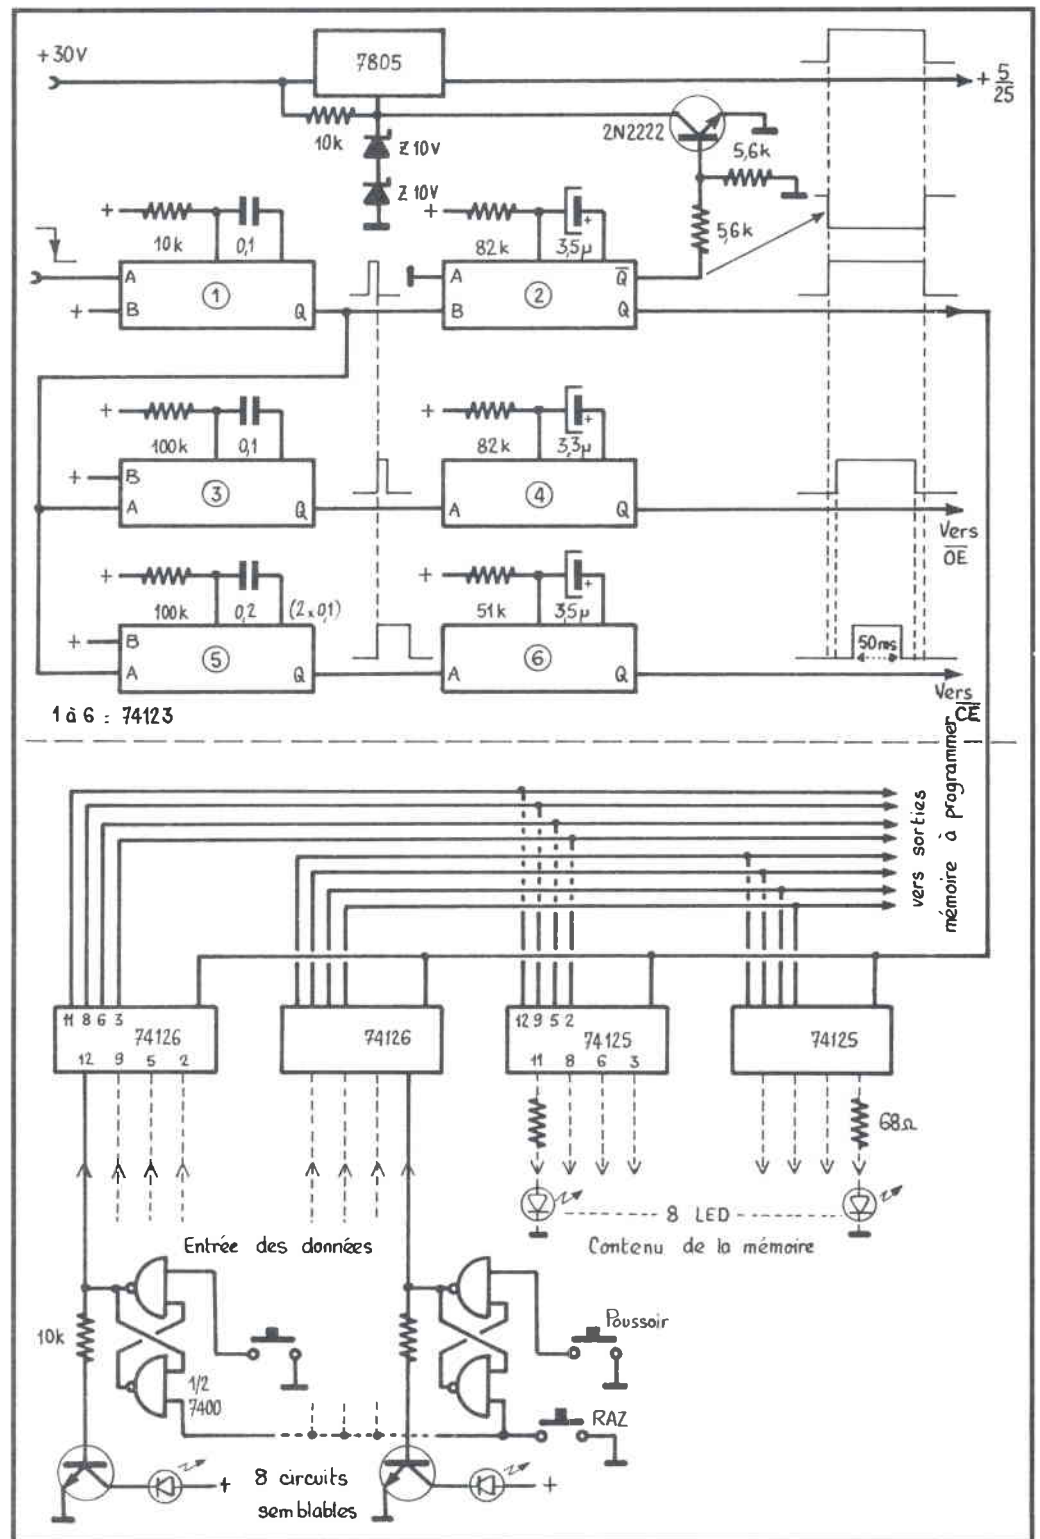 +30V
7805
+ 5/25
10k
2N2222
Z 10V
5,6k
Z 10V
+
10k
0,1
+
82k
3,5µ
+
5,6k
A
1
B
Q
+
A
2
Q̅
B
Q
+
100k
0,1
+
82k
3,3µ
+
+
B
3
A
Q
4
A
Q
Vers
O̅E̅
+
100k
0,2
(2x0,1)
+
51k
3,5µ
+
+
B
5
A
Q
6
A
Q
50ms
Vers
C̅E̅
1 à 6 : 74123
vers sorties
mémoire à programmer
11 8 6 3
74126
12 9 5 2
74126
12 9 5 2
74125
11 8 6 3
74125
68Ω
8 LED
Entrée des données
Contenu de la mémoire
10k
Poussoir
1/2
7400
RAZ
+
8 circuits
semblables
+